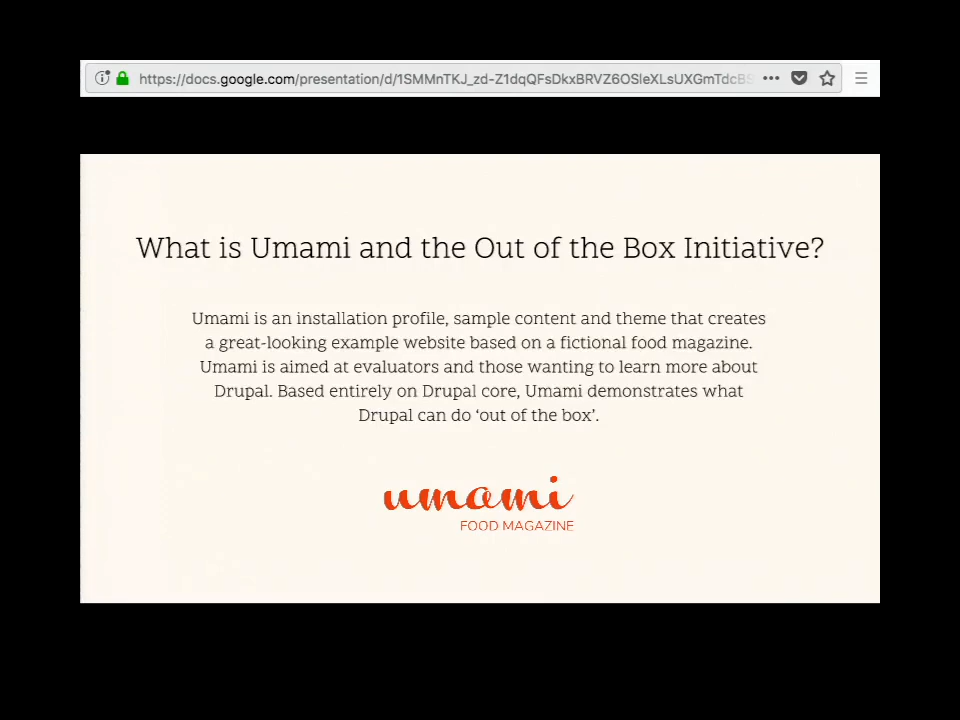 https://docs.google.com/presentation/d/1SMMnTKJ_zd-Z1dqQFsDkxBRVZ6OSleXLsUXGmTdcBS
What is Umami and the Out of the Box Initiative?
Umami is an installation profile, sample content and theme that creates
a great-looking example website based on a fictional food magazine.
Umami is aimed at evaluators and those wanting to learn more about
Drupal. Based entirely on Drupal core, Umami demonstrates what
Drupal can do ‘out of the box’.
umami
FOOD MAGAZINE